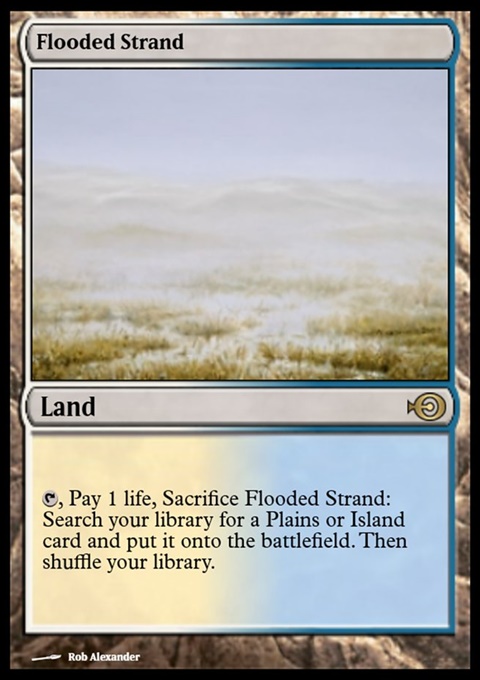 Flooded Strand
Land
, Pay 1 life, Sacrifice Flooded Strand:
Search your library for a Plains or Island
card and put it onto the battlefield. Then
shuffle your library.
Rob Alexander